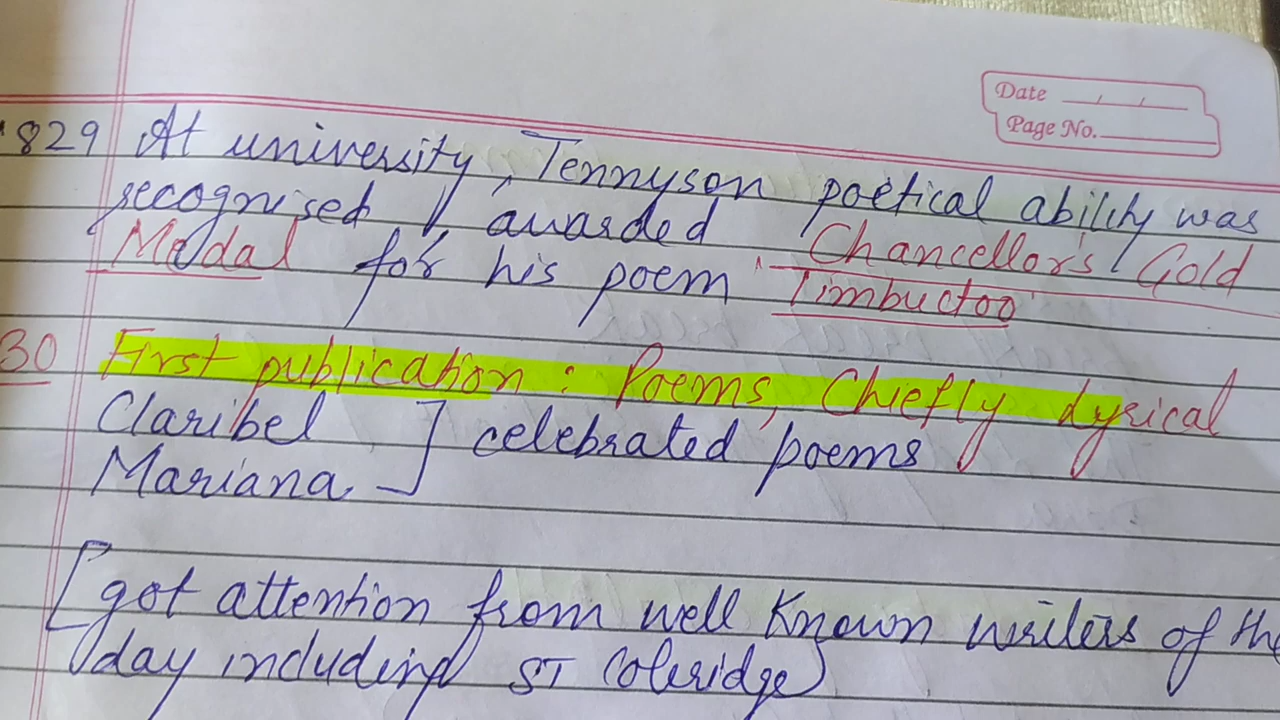 Date
Page No.
1829 At university, Tennyson poetical ability was
recognised & awarded Chancellor's Gold
Medal for his poem 'Timbuctoo'
30 First publication : Poems, Chiefly Lyrical
Claribel
Mariana ] celebrated poems
[got attention from well known writers of the
day including ST Coleridge]